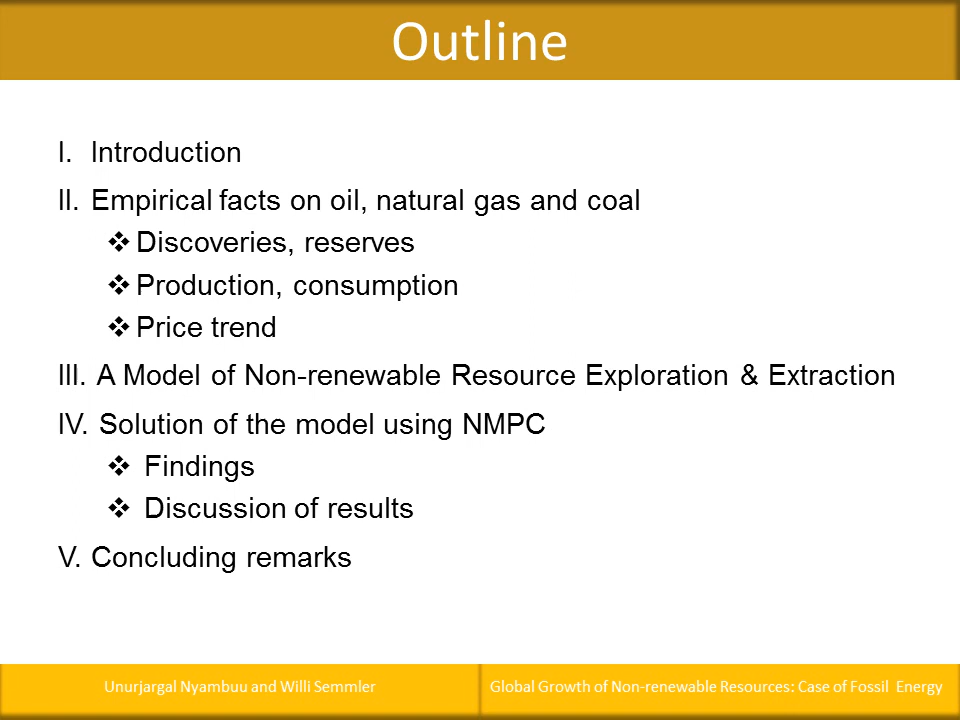 Outline
I. Introduction
II. Empirical facts on oil, natural gas and coal
❖ Discoveries, reserves
❖ Production, consumption
❖ Price trend
III. A Model of Non-renewable Resource Exploration & Extraction
IV. Solution of the model using NMPC
❖ Findings
❖ Discussion of results
V. Concluding remarks
Unurjargal Nyambuu and Willi Semmler
Global Growth of Non-renewable Resources: Case of Fossil Energy